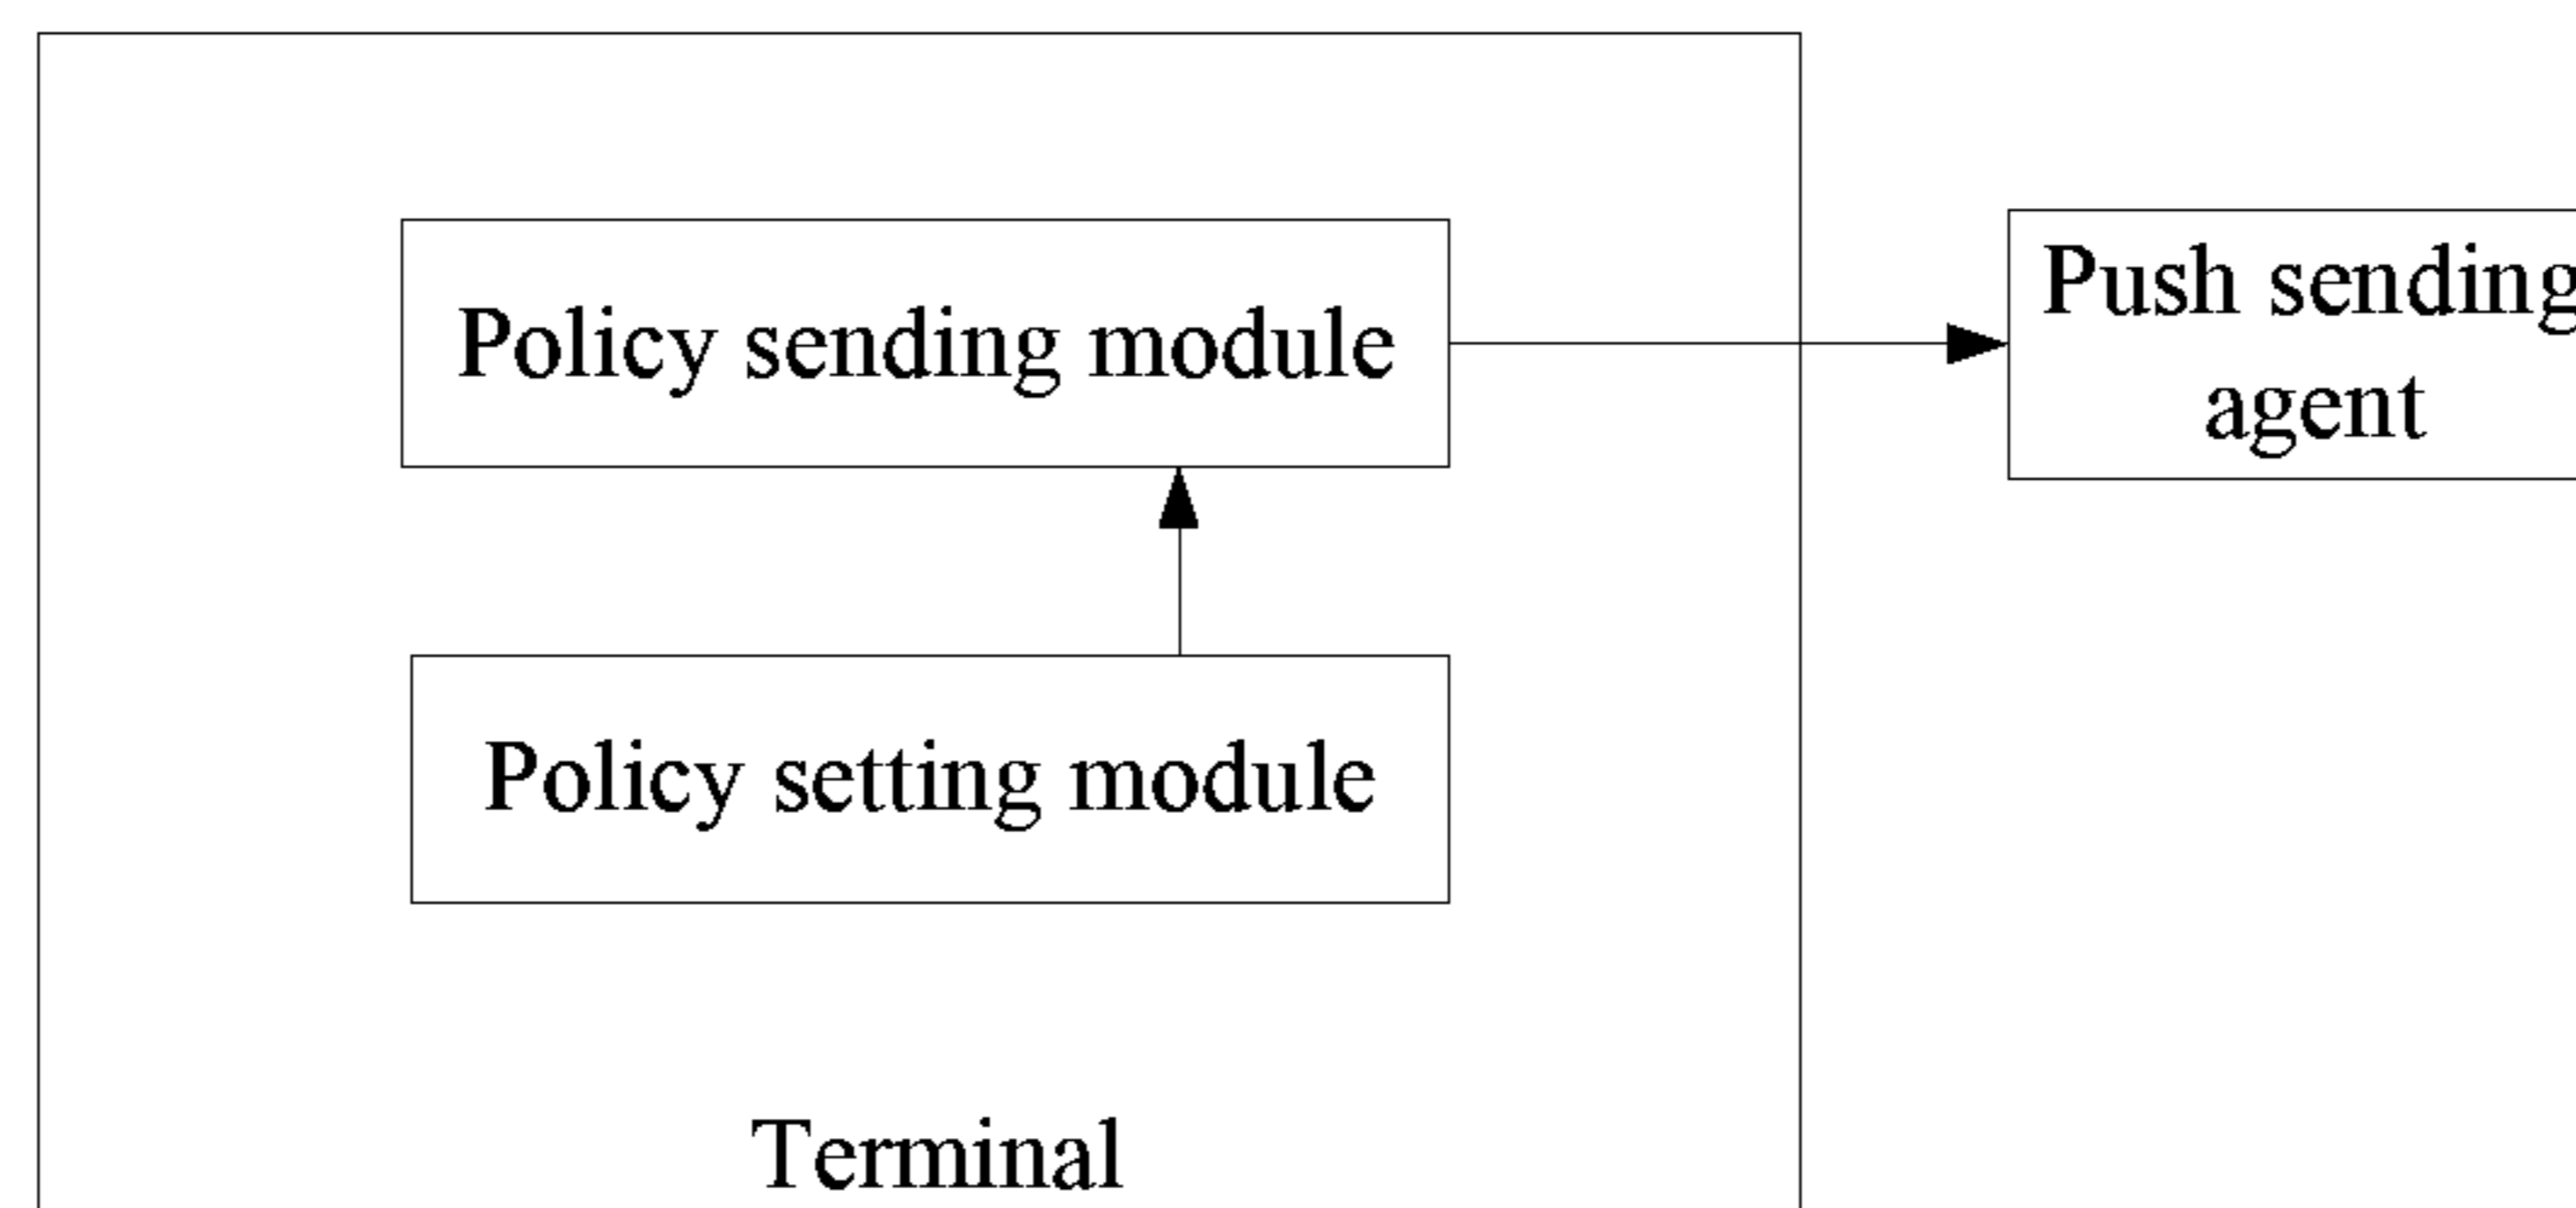 Policy sending module
Push sending
agent
Policy setting module
Terminal